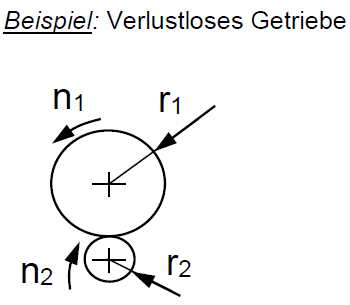 Beispiel: Verlustloses Getriebe
n1 r1
n2 r2